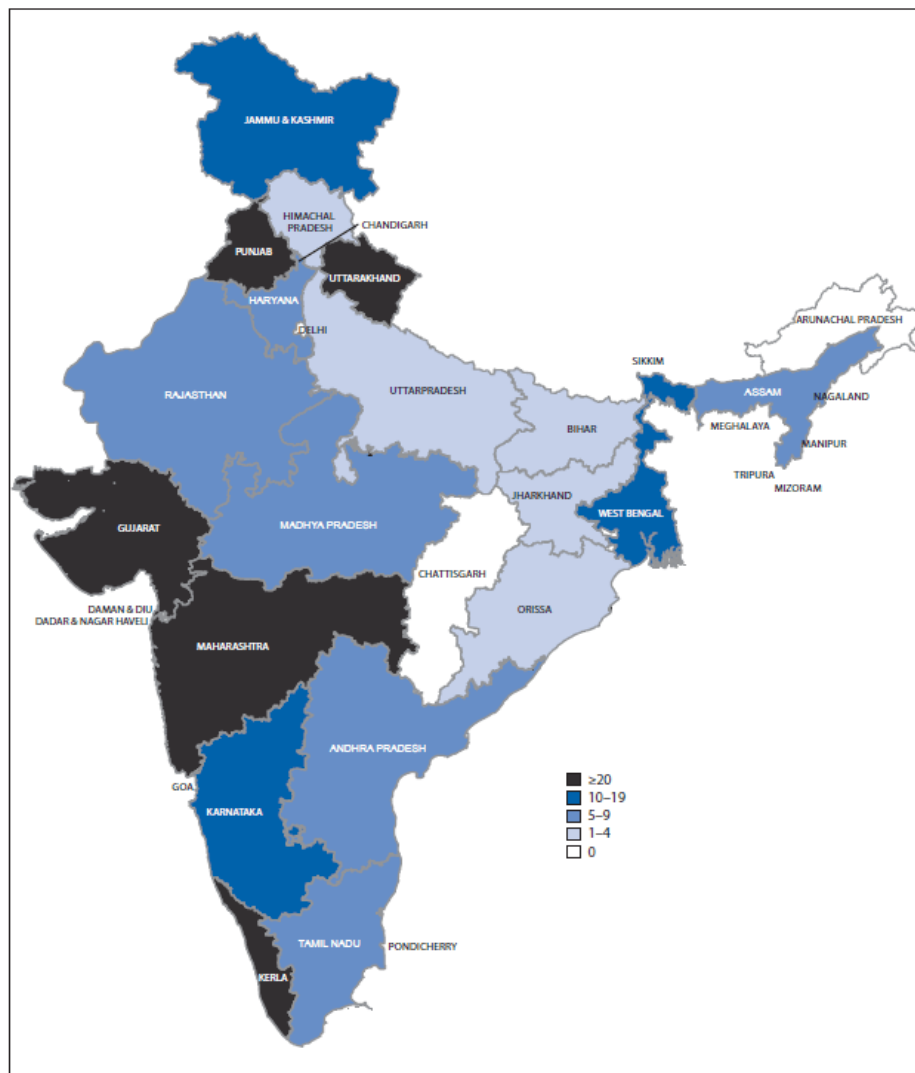 JAMMU & KASHMIR
HIMACHAL
PRADESH
CHANDIGARH
PUNJAB
UTTARAKHAND
HARYANA
DELHI
ARUNACHAL PRADESH
SIKKIM
RAJASTHAN
UTTARPRADESH
ASSAM
NAGALAND
BIHAR
MEGHALAYA
MANIPUR
TRIPURA
MIZORAM
JHARKHAND
WEST BENGAL
GUJARAT
MADHYA PRADESH
CHATTISGARH
DAMAN & DIU
DADAR & NAGAR HAVELI
ORISSA
MAHARASHTRA
ANDHRA PRADESH
GOA
KARNATAKA
≥20
10–19
5–9
1–4
0
TAMIL NADU
PONDICHERRY
KERLA